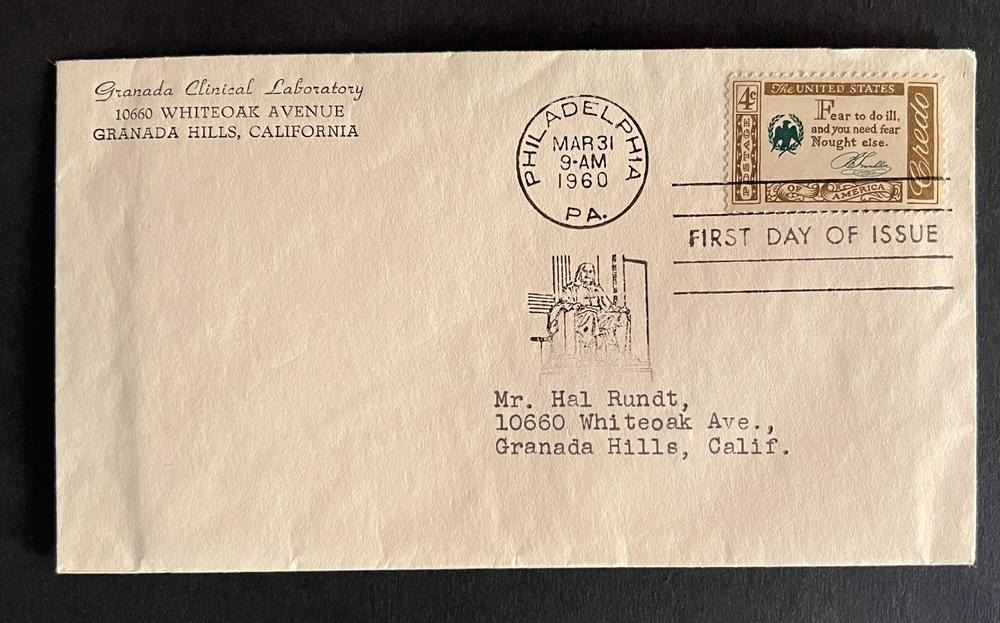 Granada Clinical Laboratory
10660 WHITEOAK AVENUE
GRANADA HILLS, CALIFORNIA
PHILADELPHIA
MAR 31
9-AM
1960
PA.
The UNITED STATES
4c
POSTAGE
Fear to do ill,
and you need fear
Nought else.
B Franklin
Credo
OF AMERICA
FIRST DAY OF ISSUE
Mr. Hal Rundt,
10660 Whiteoak Ave.,
Granada Hills, Calif.